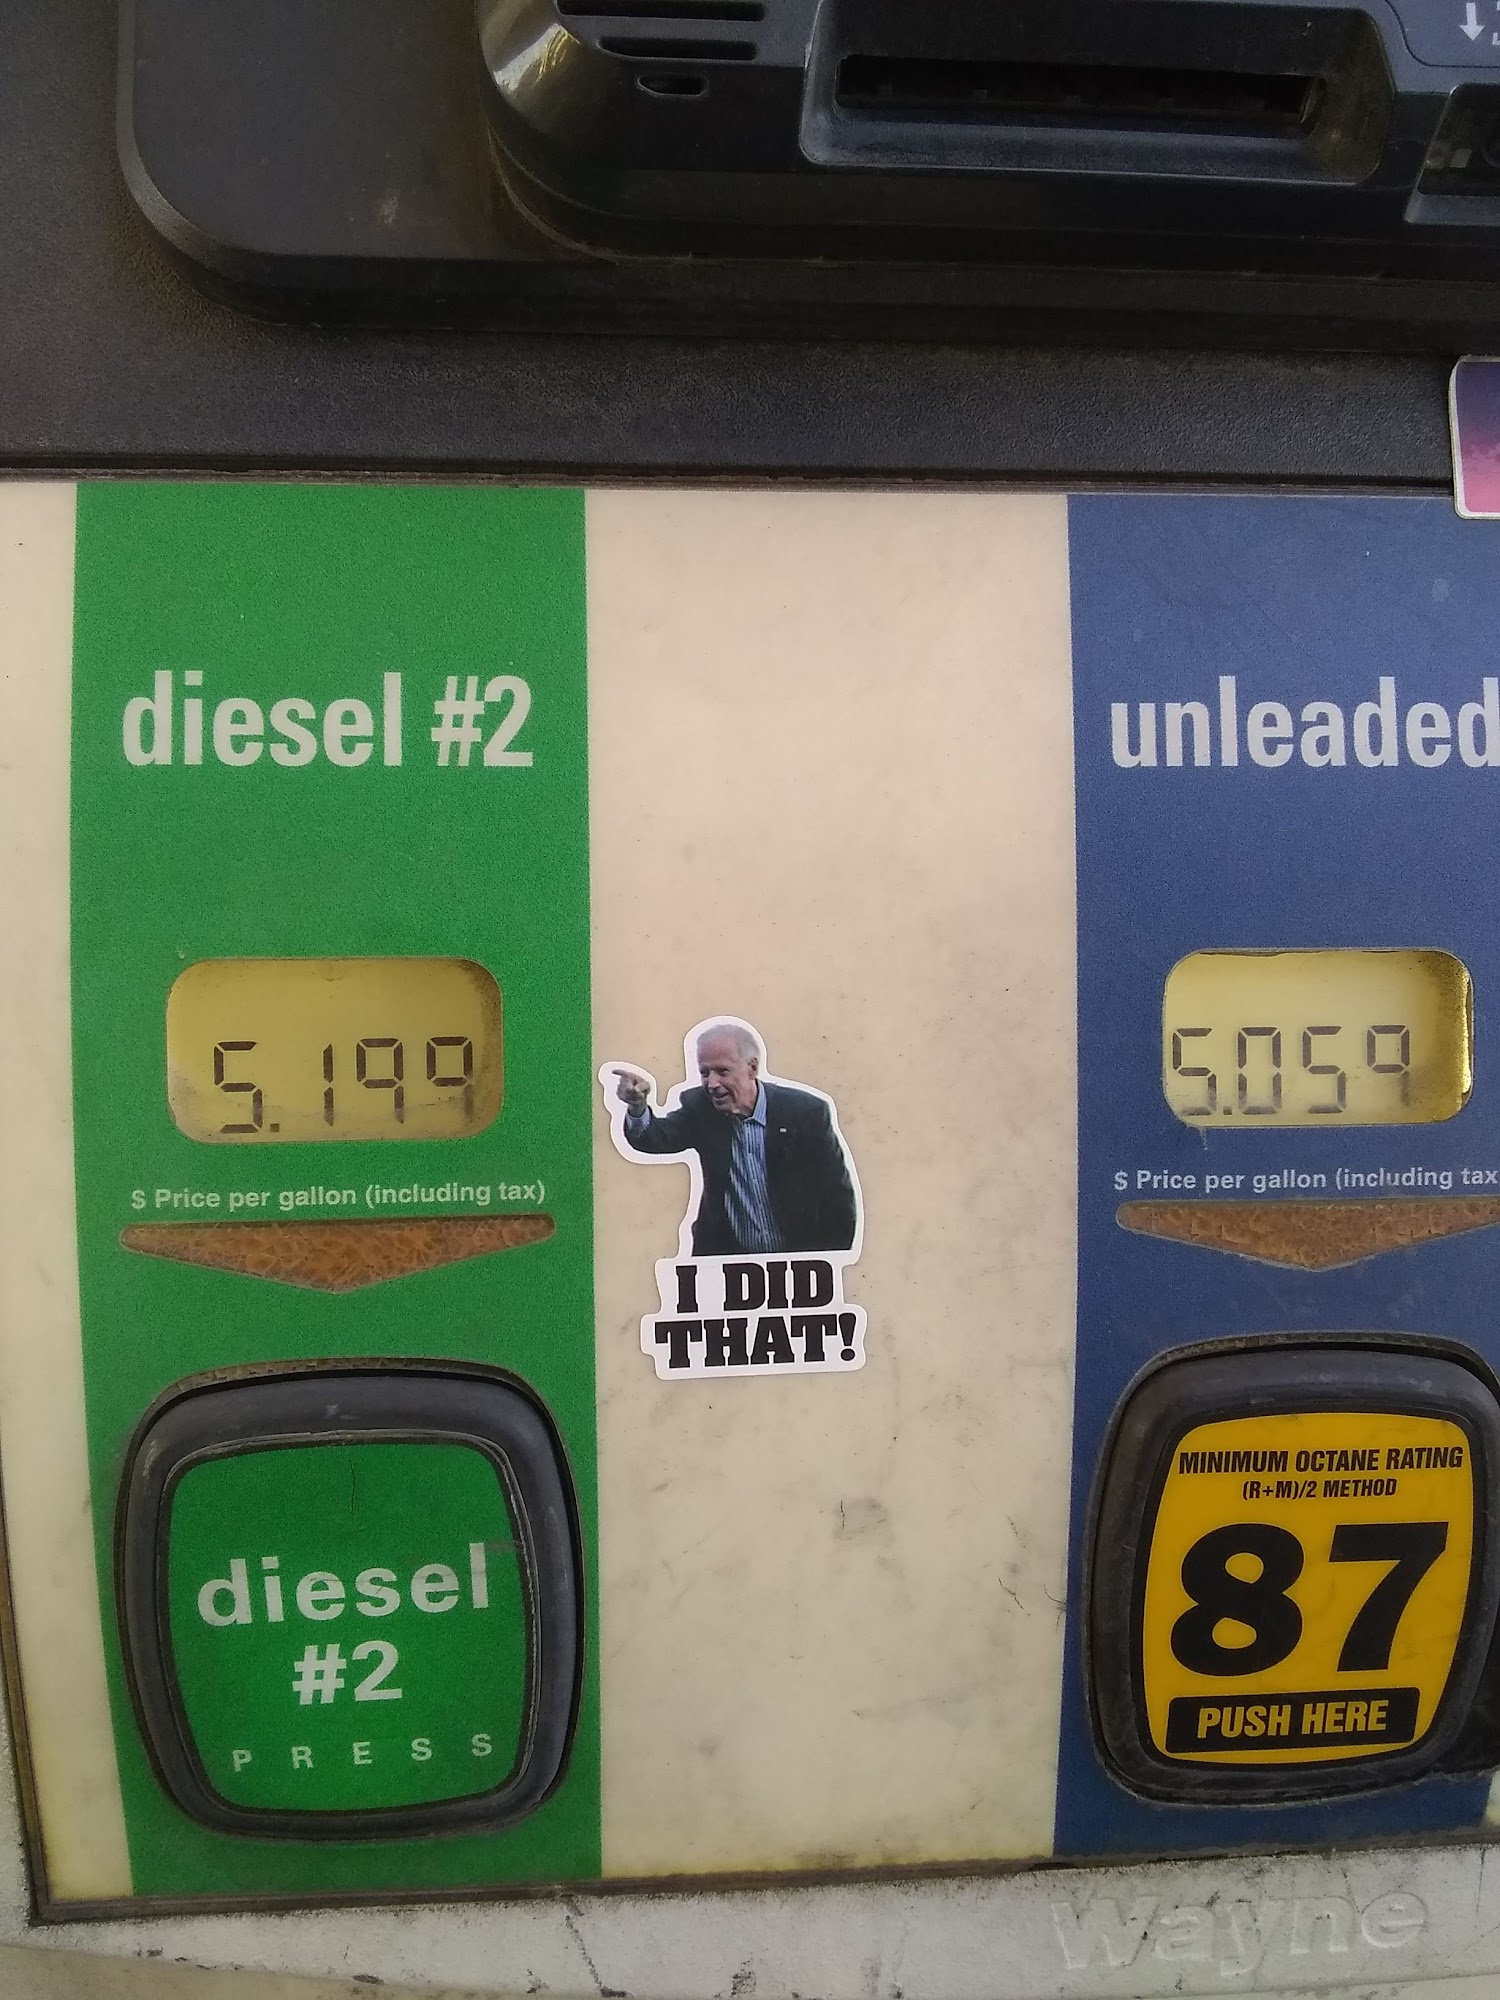 diesel #2
5.199
$ Price per gallon (including tax)
diesel
#2
PRESS
I DID
THAT!
unleaded
5.059
$ Price per gallon (including tax
MINIMUM OCTANE RATING
(R+M)/2 METHOD
87
PUSH HERE
Wayne